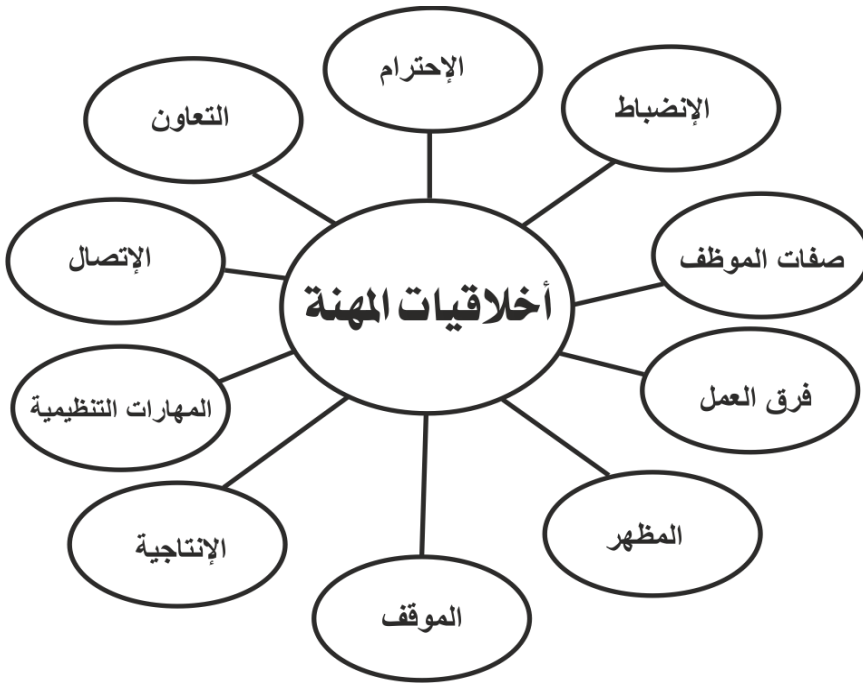 الإحترام
الإنضباط
التعاون
صفات الموظف
الإتصال
أخلاقيات المهنة
فرق العمل
المهارات التنظيمية
المظهر
الإنتاجية
الموقف